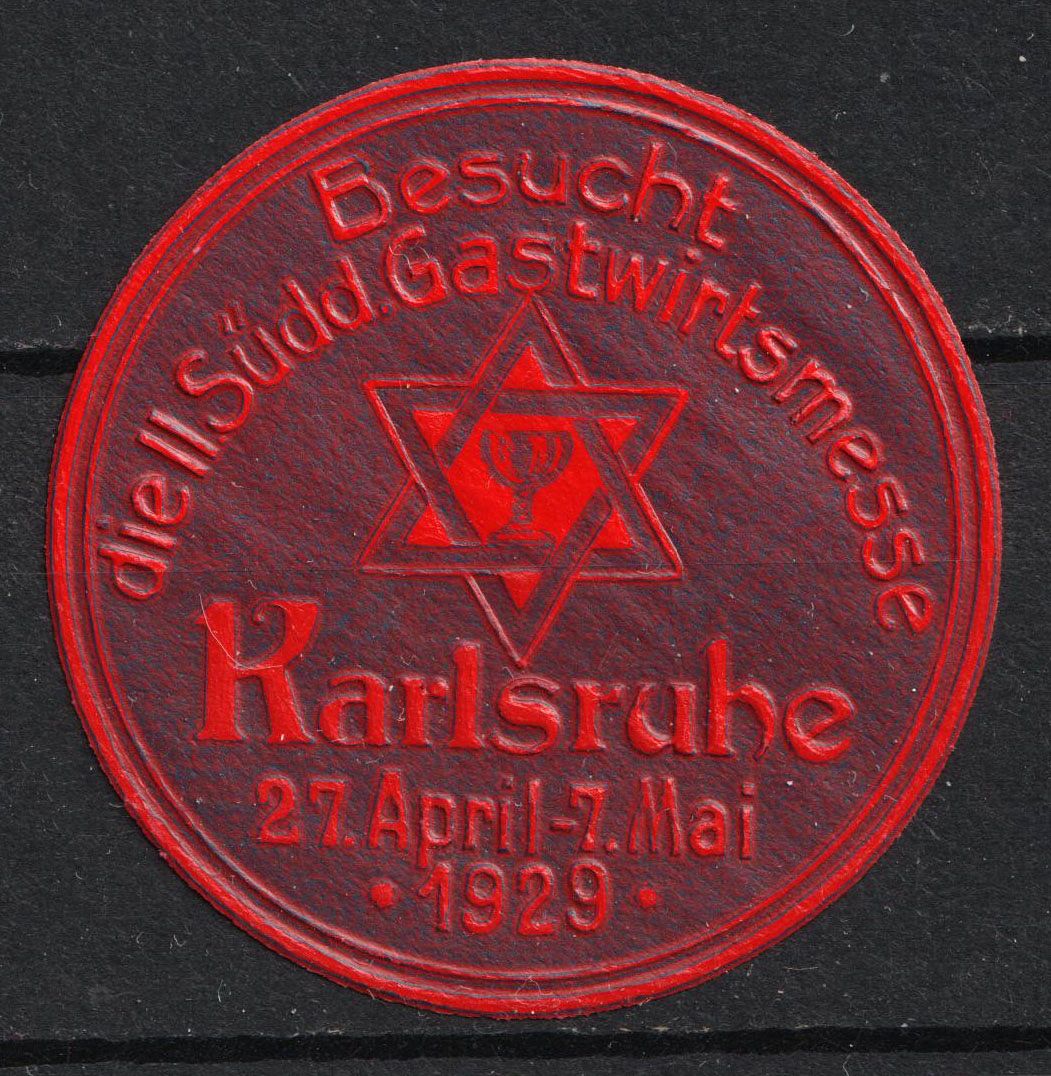 Besucht
die II. Südd. Gastwirtsmesse
Karlsruhe
27. April - 7. Mai
• 1929 •